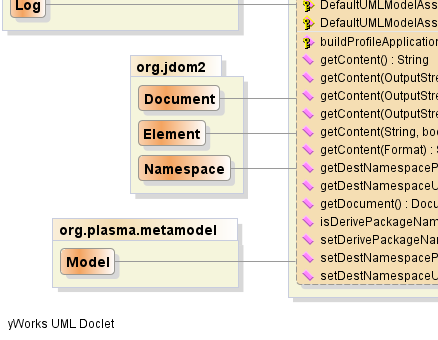 Log
org.jdom2
Document
Element
Namespace
org.plasma.metamodel
Model
DefaultUMLModelAss
DefaultUMLModelAss
buildProfileApplication
getContent() : String
getContent(OutputStre
getContent(OutputStre
getContent(OutputStre
getContent(String, boo
getContent(Format) : S
getDestNamespaceP
getDestNamespaceU
getDocument() : Docu
isDerivePackageNam
setDerivePackageNa
setDestNamespaceP
setDestNamespaceU
yWorks UML Doclet